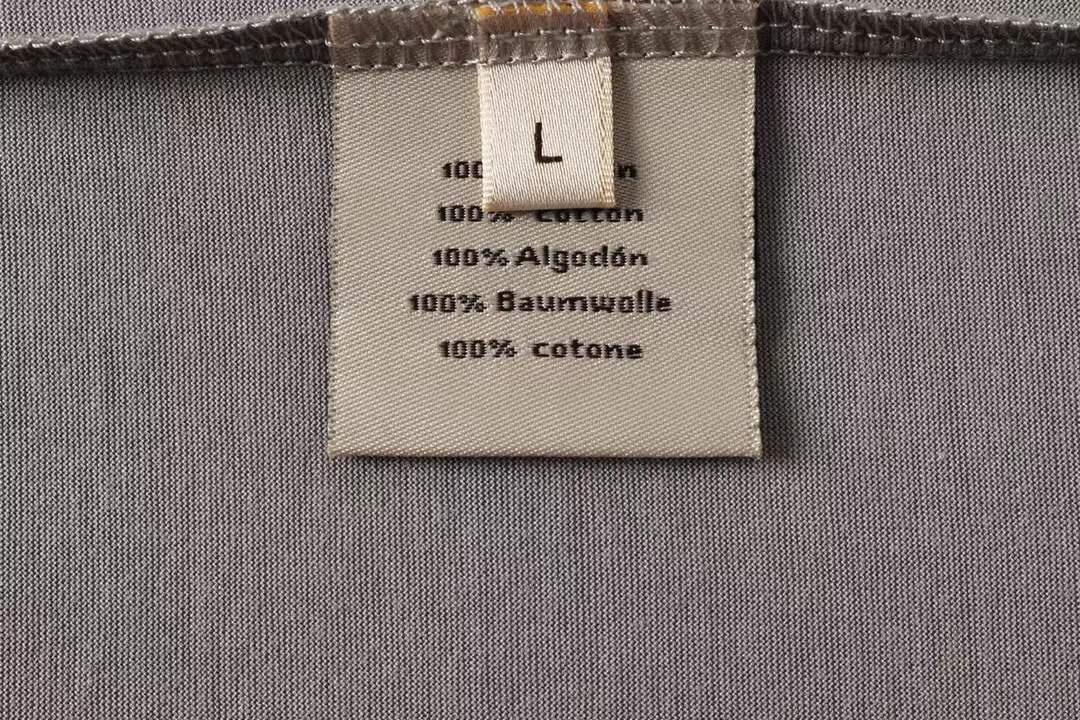 L
100% cotton
100% Algodón
100% Baumwolle
100% cotone